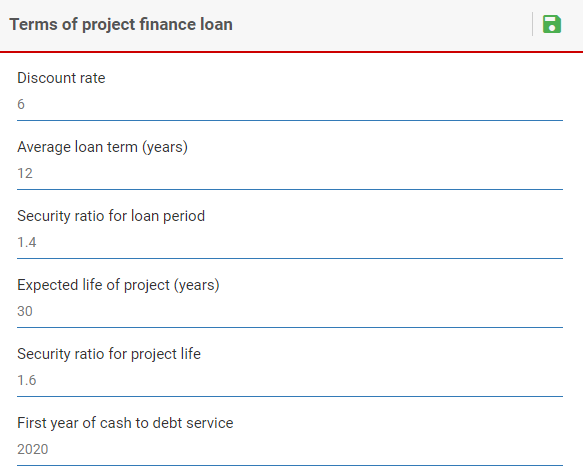 Terms of project finance loan
Discount rate
6
Average loan term (years)
12
Security ratio for loan period
1.4
Expected life of project (years)
30
Security ratio for project life
1.6
First year of cash to debt service
2020